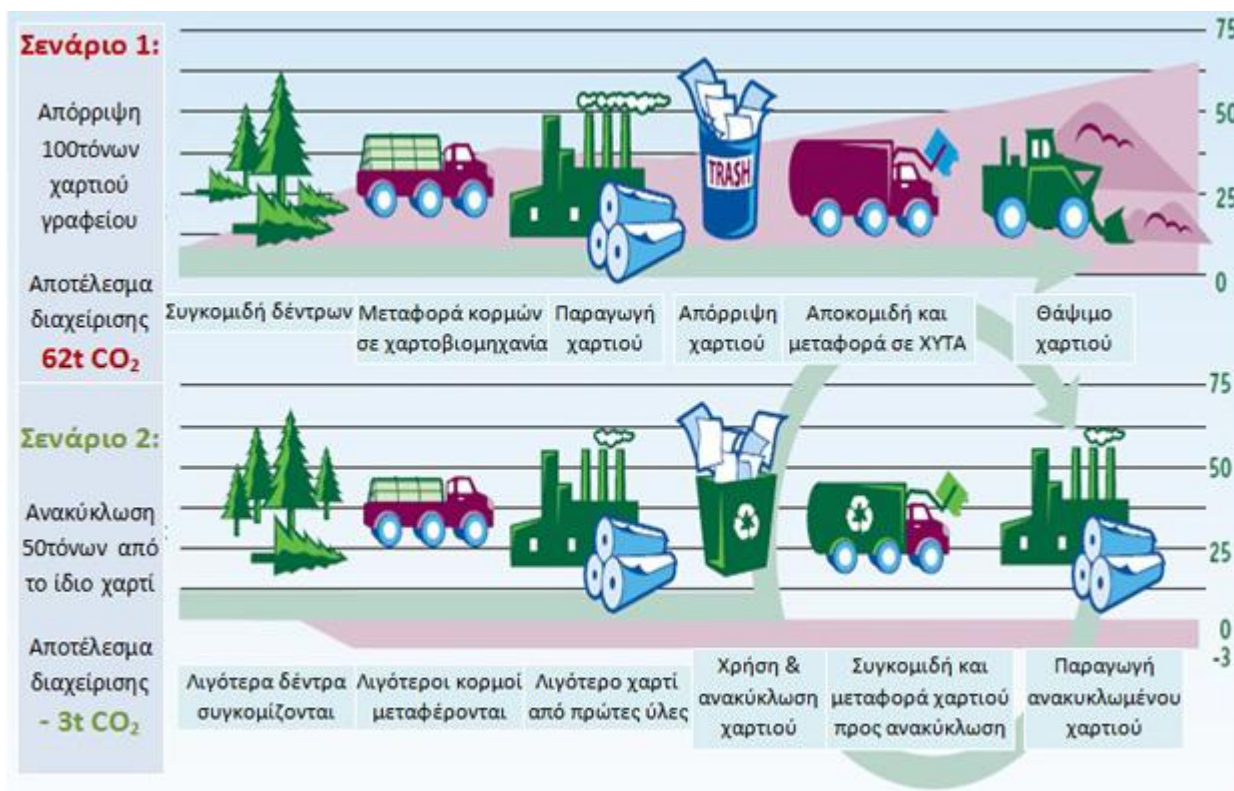 Σενάριο 1:
Απόρριψη
100τόνων
χαρτιού
γραφείου
Αποτέλεσμα
διαχείρισης
62t CO₂
75
50
25
0
TRASH
Συγκομιδή δέντρων
Μεταφορά κορμών
σε χαρτοβιομηχανία
Παραγωγή
χαρτιού
Απόρριψη
χαρτιού
Αποκομιδή και
μεταφορά σε ΧΥΤΑ
Θάψιμο
χαρτιού
Σενάριο 2:
Ανακύκλωση
50τόνων από
το ίδιο χαρτί
Αποτέλεσμα
διαχείρισης
- 3t CO₂
75
50
25
0
-3
Λιγότερα δέντρα
συγκομίζονται
Λιγότεροι κορμοί
μεταφέρονται
Λιγότερο χαρτί
από πρώτες ύλες
Χρήση &
ανακύκλωση
χαρτιού
Συγκομιδή και
μεταφορά χαρτιού
προς ανακύκλωση
Παραγωγή
ανακυκλωμένου
χαρτιού